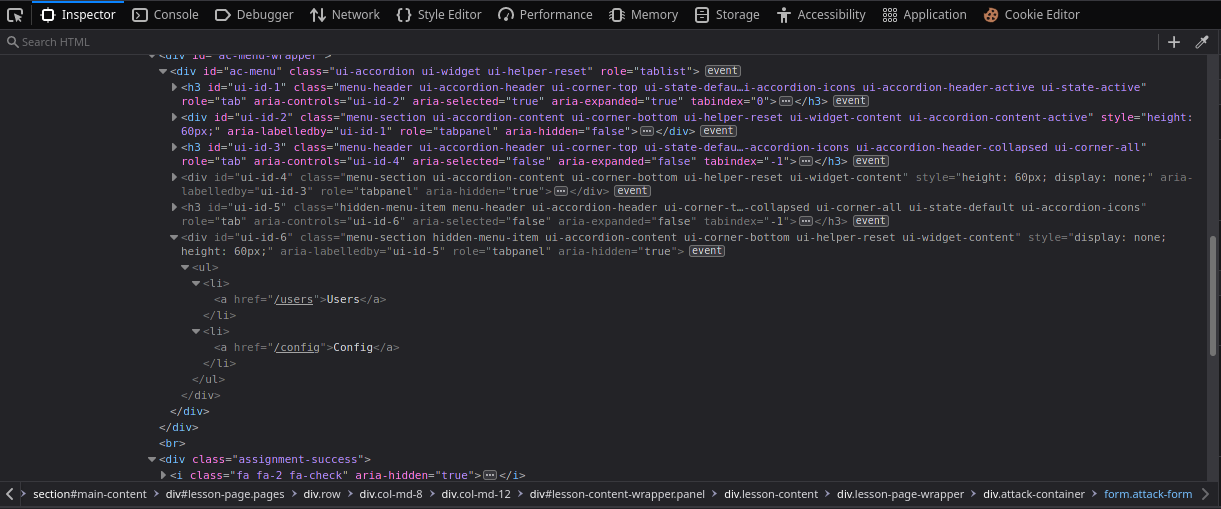 Inspector Console Debugger Network Style Editor Performance Memory Storage Accessibility Application Cookie Editor
Search HTML
<div id="ac-menu-wrapper">
<div id="ac-menu" class="ui-accordion ui-widget ui-helper-reset" role="tablist"> event
<h3 id="ui-id-1" class="menu-header ui-accordion-header ui-corner-top ui-state-defau…i-accordion-icons ui-accordion-header-active ui-state-active"
role="tab" aria-controls="ui-id-2" aria-selected="true" aria-expanded="true" tabindex="0">…</h3> event
<div id="ui-id-2" class="menu-section ui-accordion-content ui-corner-bottom ui-helper-reset ui-widget-content ui-accordion-content-active" style="height:
60px;" aria-labelledby="ui-id-1" role="tabpanel" aria-hidden="false">…</div> event
<h3 id="ui-id-3" class="menu-header ui-accordion-header ui-corner-top ui-state-defau…-accordion-icons ui-accordion-header-collapsed ui-corner-all"
role="tab" aria-controls="ui-id-4" aria-selected="false" aria-expanded="false" tabindex="-1">…</h3> event
<div id="ui-id-4" class="menu-section ui-accordion-content ui-corner-bottom ui-helper-reset ui-widget-content" style="height: 60px; display: none;" aria-
labelledby="ui-id-3" role="tabpanel" aria-hidden="true">…</div> event
<h3 id="ui-id-5" class="hidden-menu-item menu-header ui-accordion-header ui-corner-t…-collapsed ui-corner-all ui-state-default ui-accordion-icons"
role="tab" aria-controls="ui-id-6" aria-selected="false" aria-expanded="false" tabindex="-1">…</h3> event
<div id="ui-id-6" class="menu-section hidden-menu-item ui-accordion-content ui-corner-bottom ui-helper-reset ui-widget-content" style="display: none;
height: 60px;" aria-labelledby="ui-id-5" role="tabpanel" aria-hidden="true"> event
<ul>
<li>
<a href="/users">Users</a>
</li>
<li>
<a href="/config">Config</a>
</li>
</ul>
</div>
</div>
</div>
<br>
<div class="assignment-success">
<i class="fa fa-2 fa-check" aria-hidden="true">…</i>
section#main-content div#lesson-page.pages div.row div.col-md-8 div.col-md-12 div#lesson-content-wrapper.panel div.lesson-content div.lesson-page-wrapper div.attack-container form.attack-form